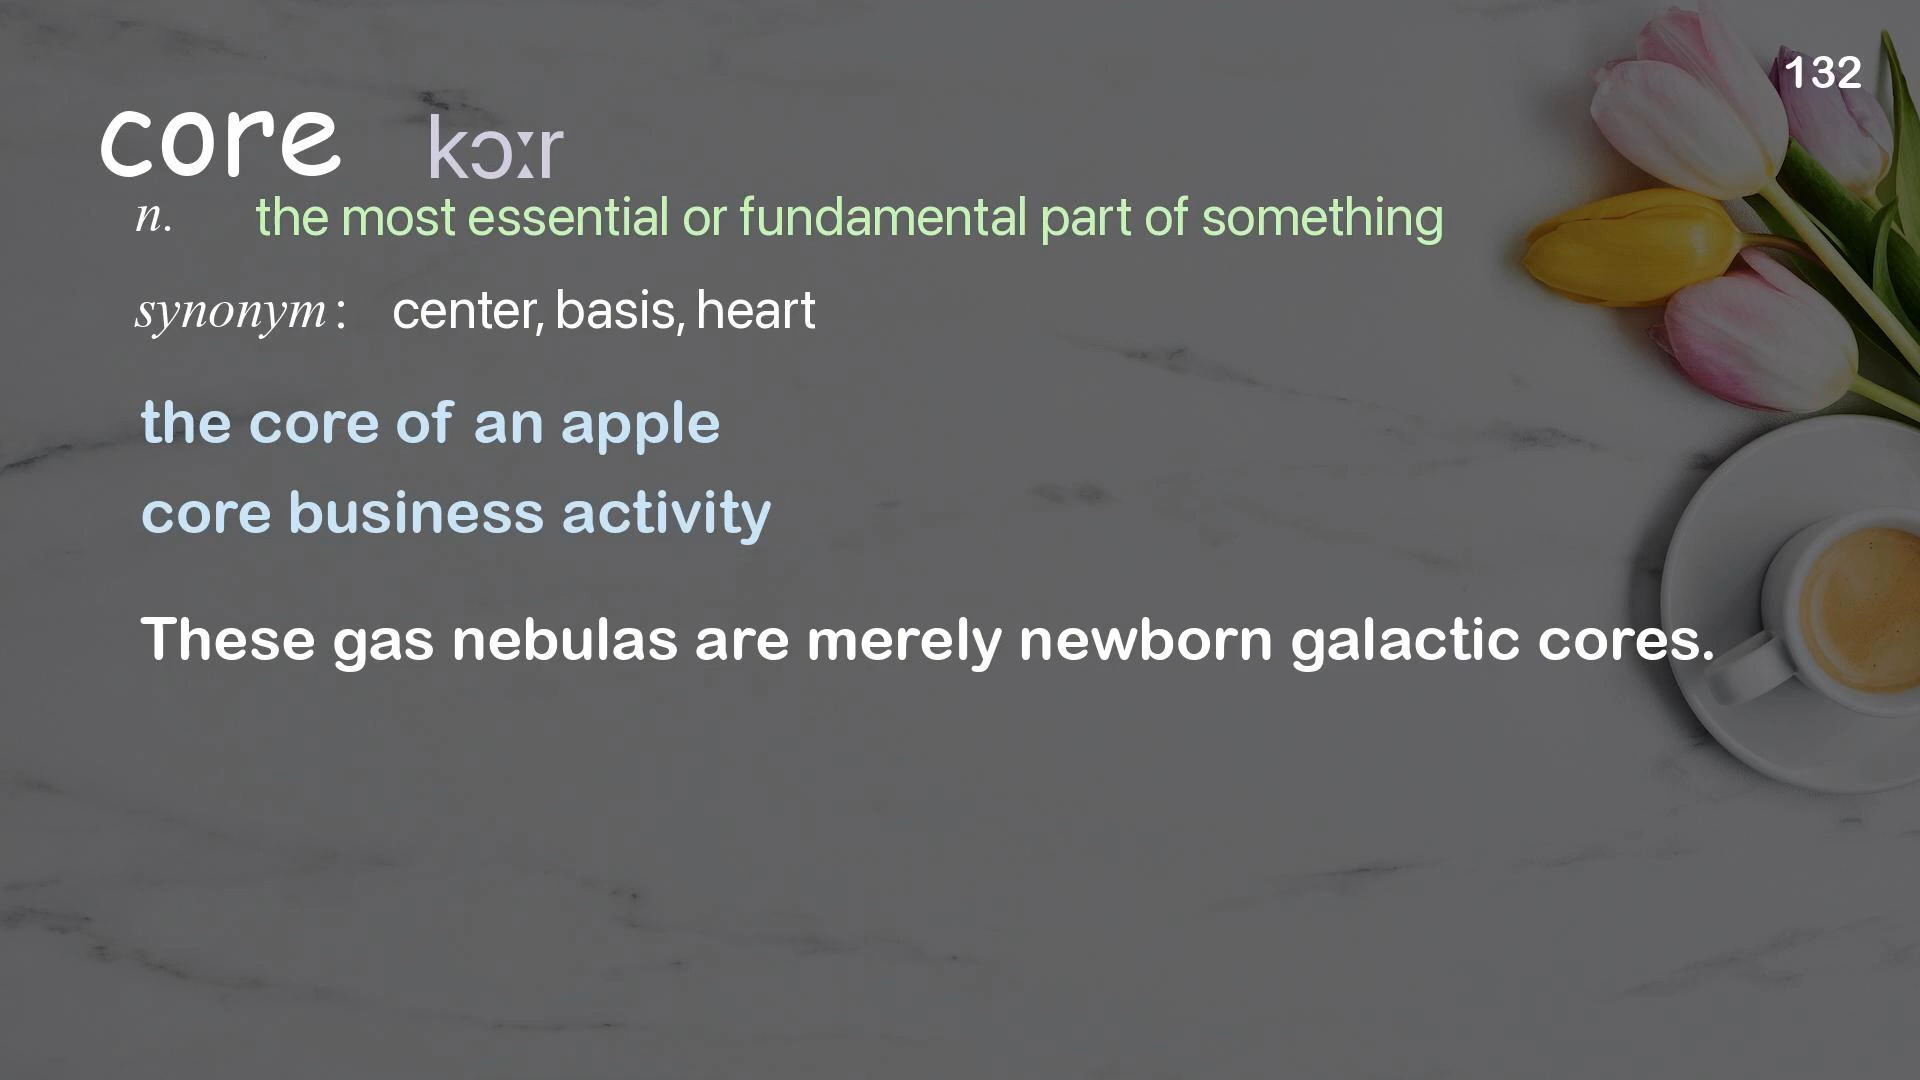 132
core kɔːr
n. the most essential or fundamental part of something
synonym: center, basis, heart
the core of an apple
core business activity
These gas nebulas are merely newborn galactic cores.